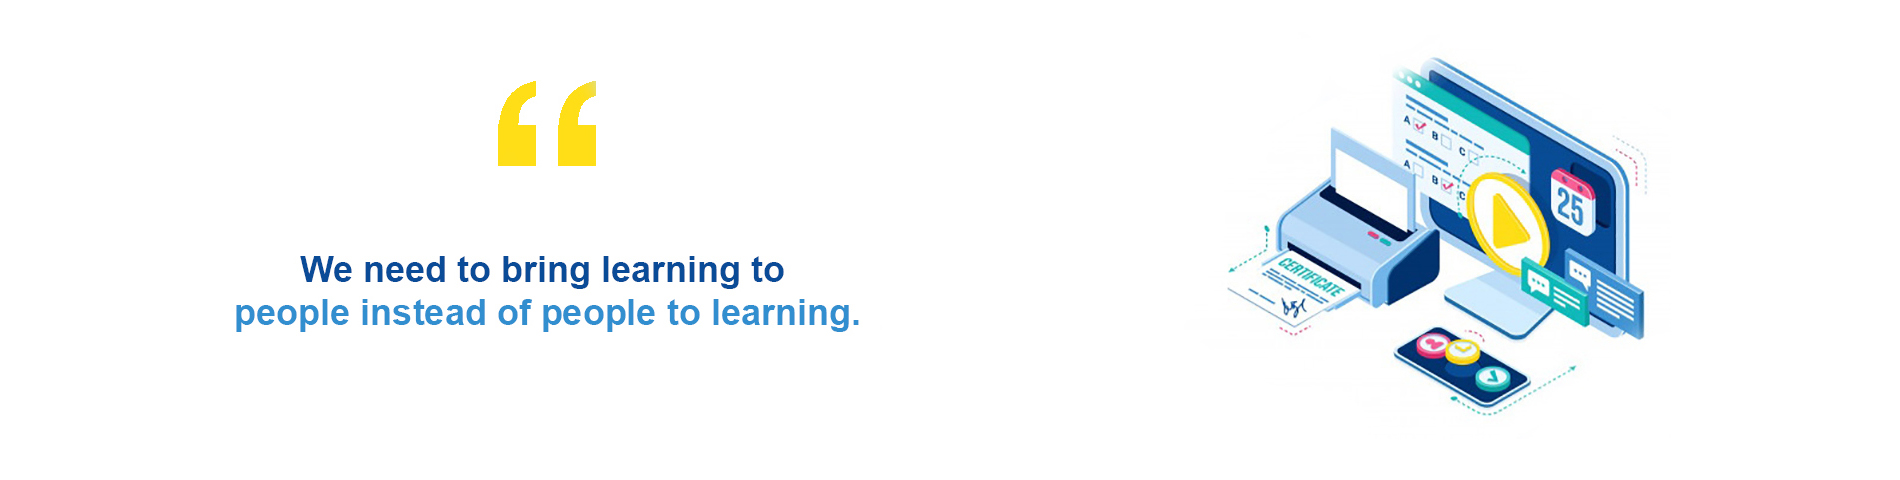 “
We need to bring learning to
people instead of people to learning.
A B C
A B C
25
CERTIFICATE